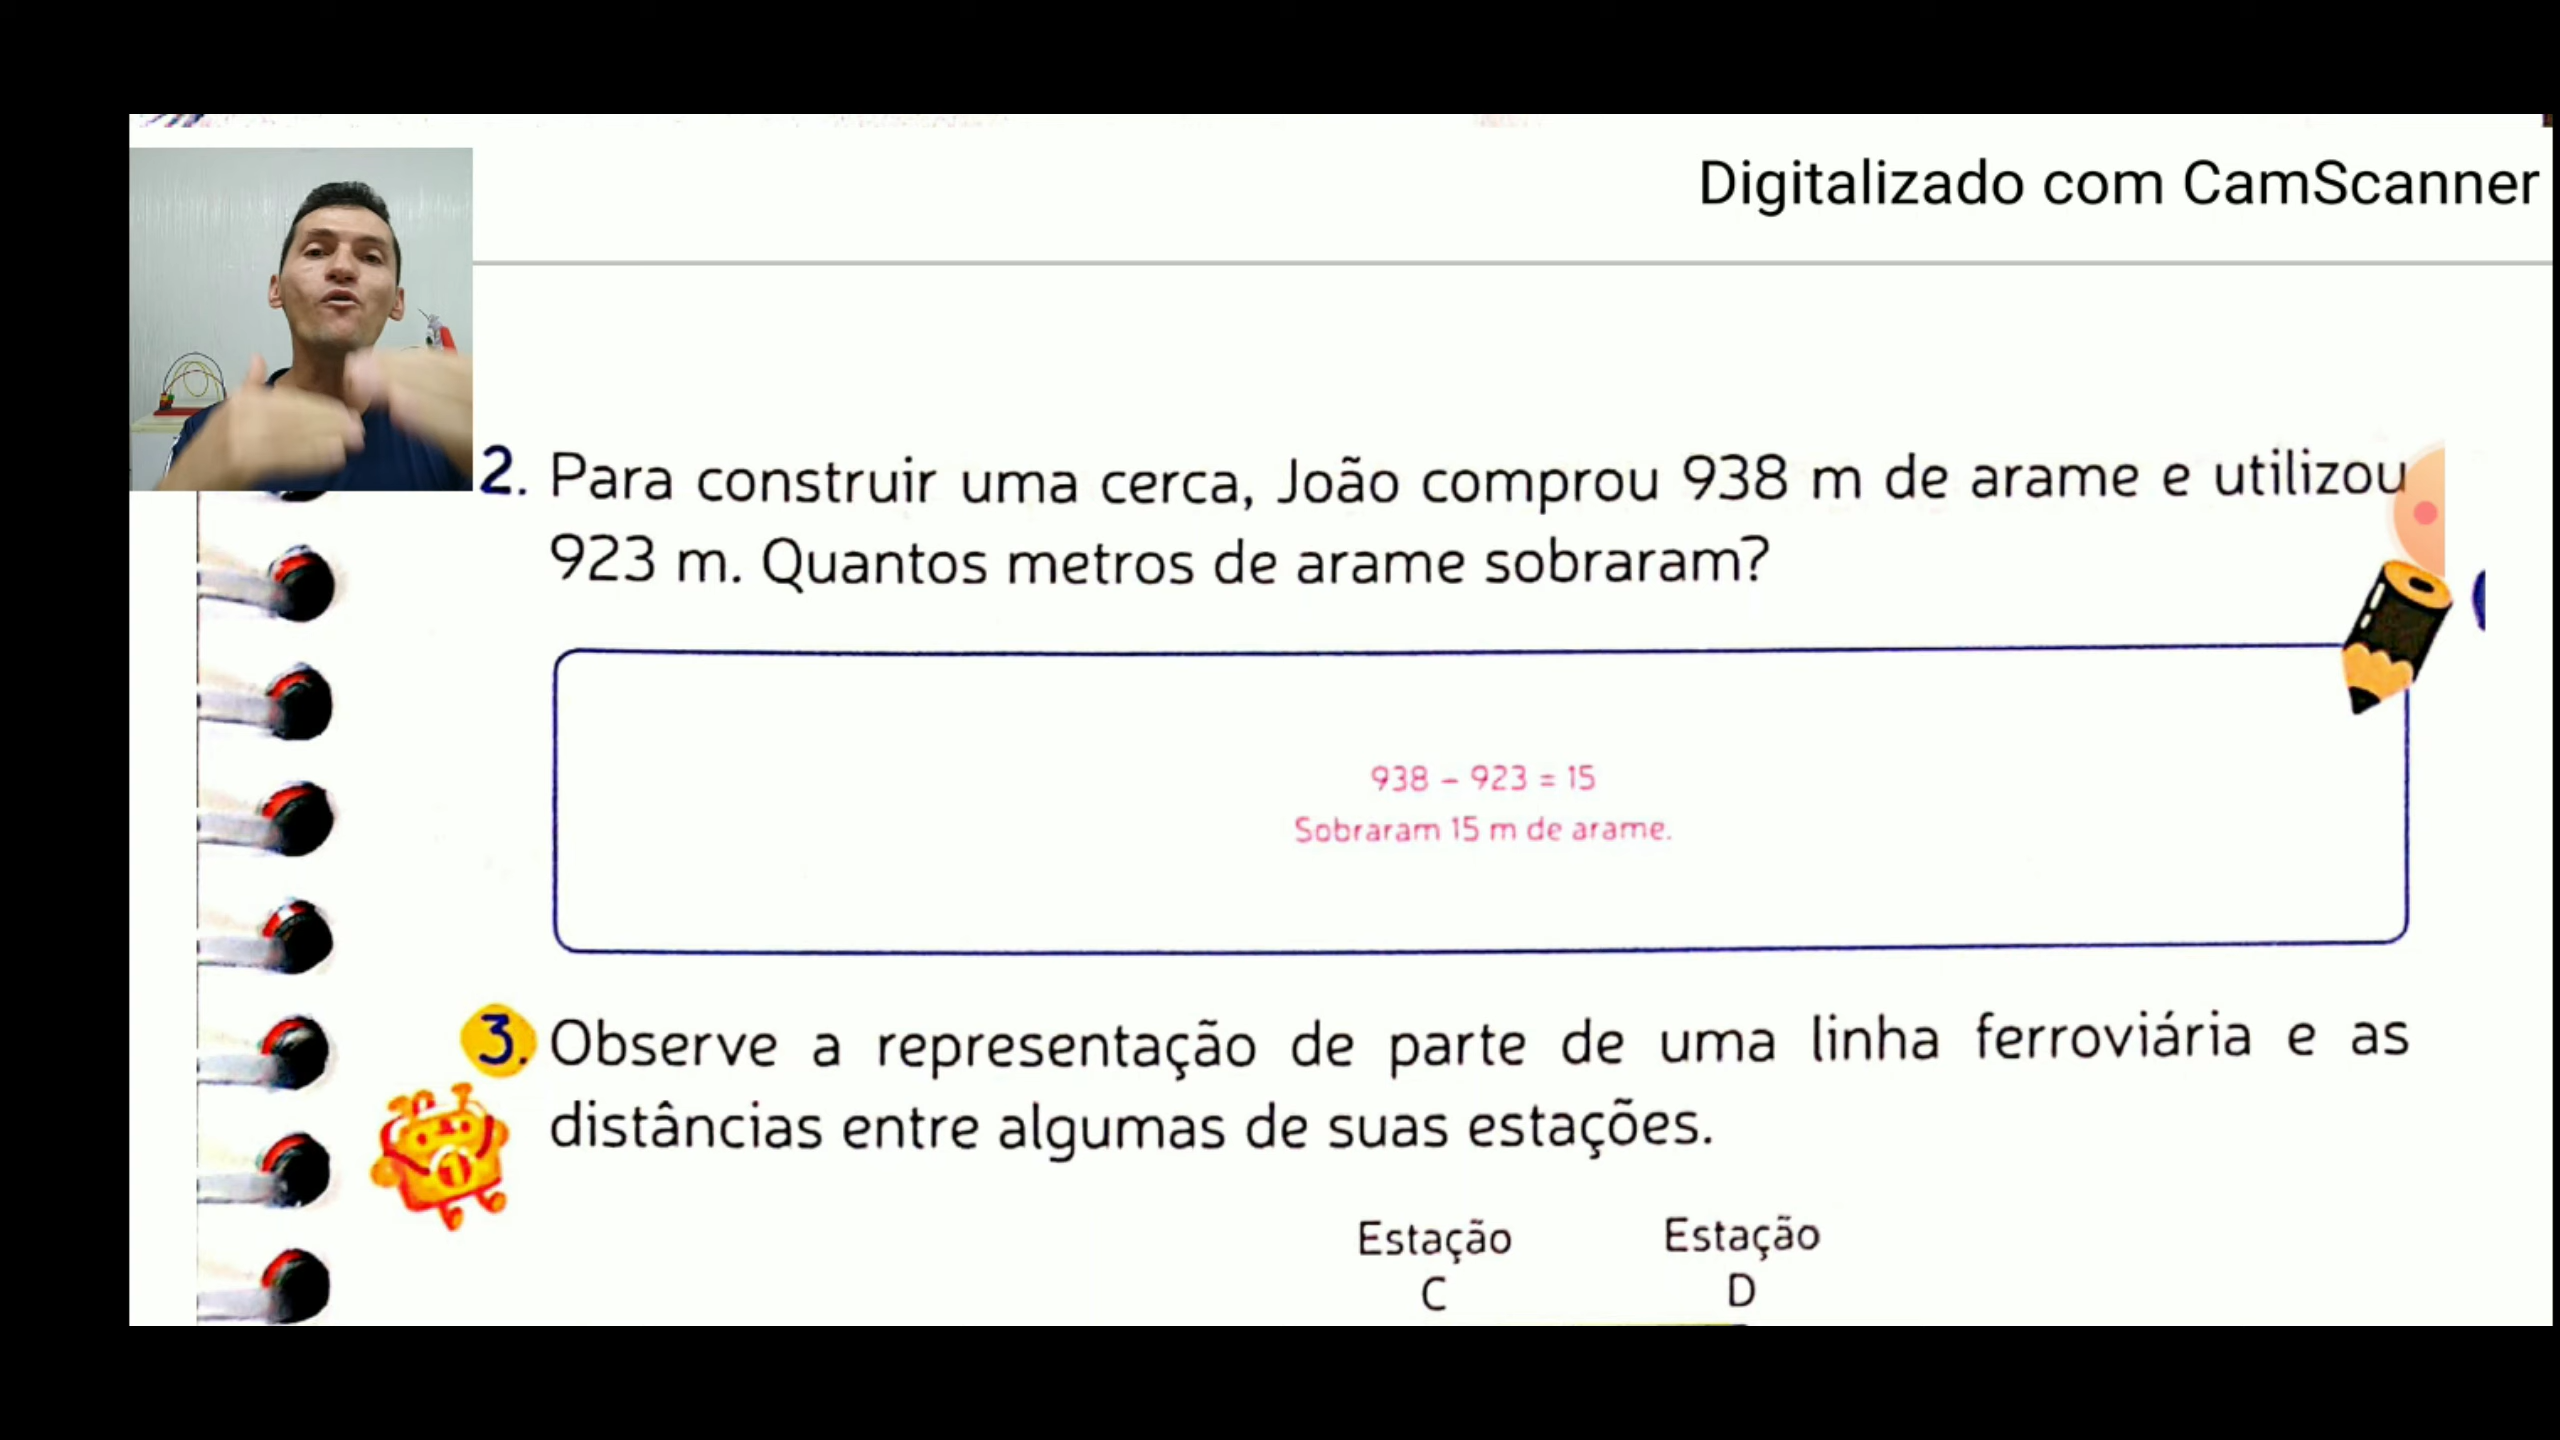 Digitalizado com CamScanner
2. Para construir uma cerca, João comprou 938 m de arame e utilizou
923 m. Quantos metros de arame sobraram?
938 – 923 = 15
Sobraram 15 m de arame.
3. Observe a representação de parte de uma linha ferroviária e as
distâncias entre algumas de suas estações.
Estação Estação
C D